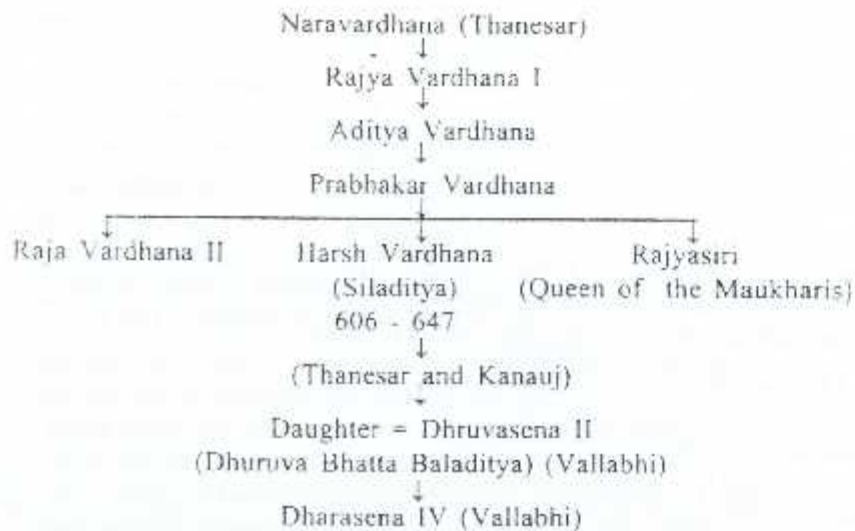 Naravardhana (Thanesar)
Rajya Vardhana I
Aditya Vardhana
Prabhakar Vardhana
Raja Vardhana II Harsh Vardhana Rajyasiri
(Siladitya) (Queen of the Maukharis)
606 - 647
(Thanesar and Kanauj)
Daughter = Dhruvasena II
(Dhuruva Bhatta Baladitya) (Vallabhi)
Dharasena IV (Vallabhi)